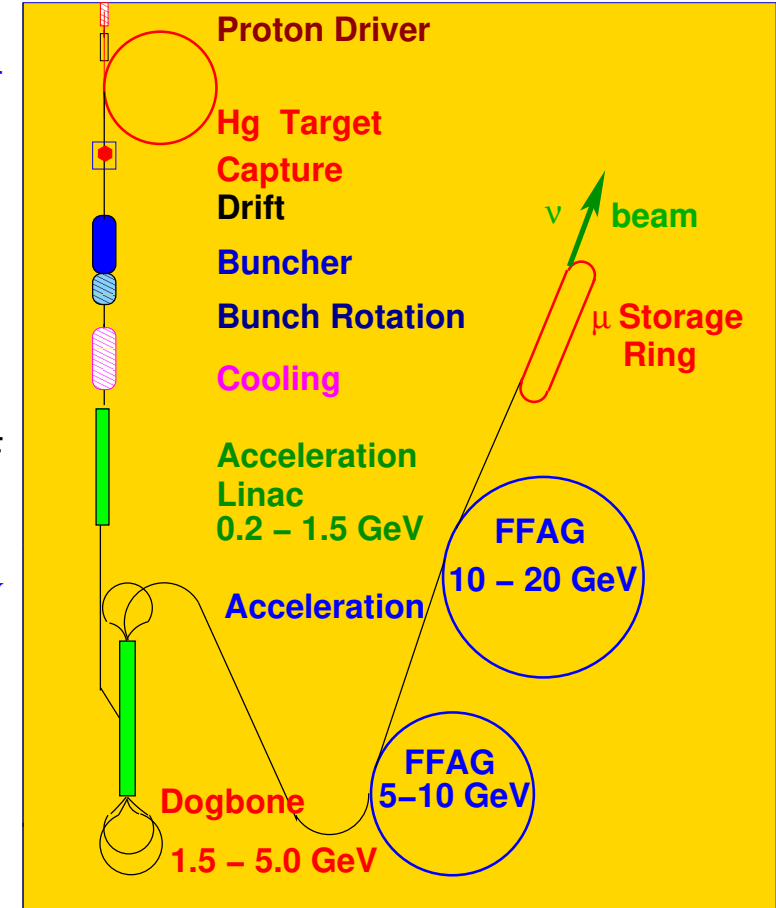 Proton Driver
Hg Target
Capture
Drift
Buncher
Bunch Rotation
Cooling
Acceleration
Linac
0.2 – 1.5 GeV
Acceleration
Dogbone
1.5 – 5.0 GeV
FFAG
5–10 GeV
FFAG
10 – 20 GeV
μ Storage
Ring
ν beam